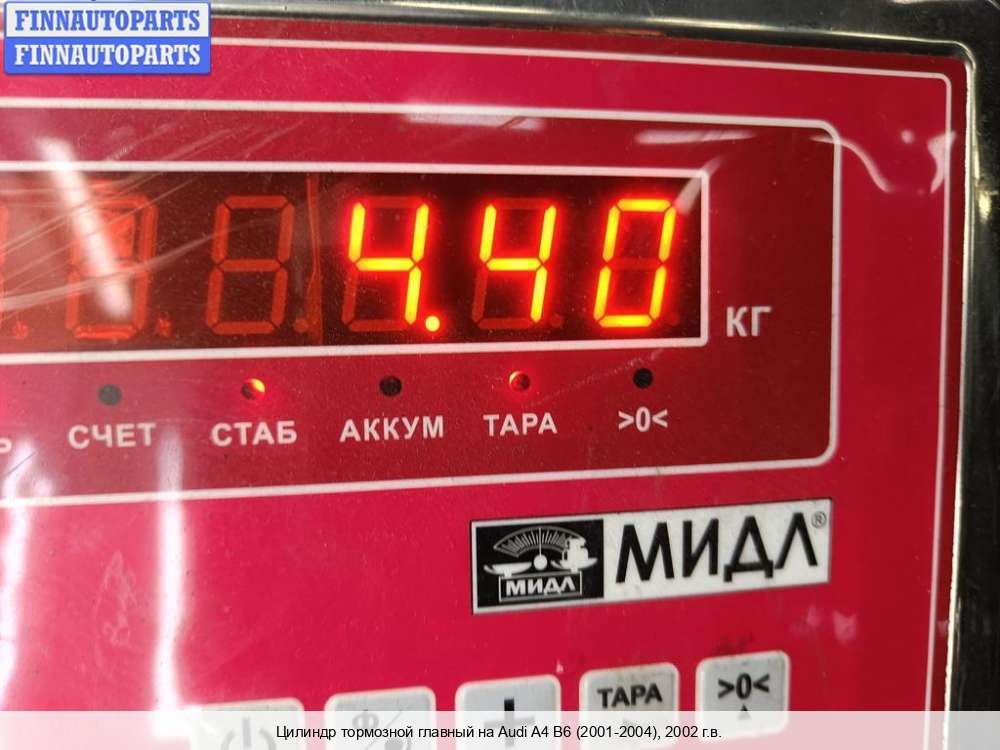 FINNAUTOPARTS
FINNAUTOPARTS
4.40
КГ
СЧЕТ СТАБ АККУМ ТАРА >0<
МИДЛ МИДЛ®
ТАРА >0<
Цилиндр тормозной главный на Audi A4 B6 (2001-2004), 2002 г.в.